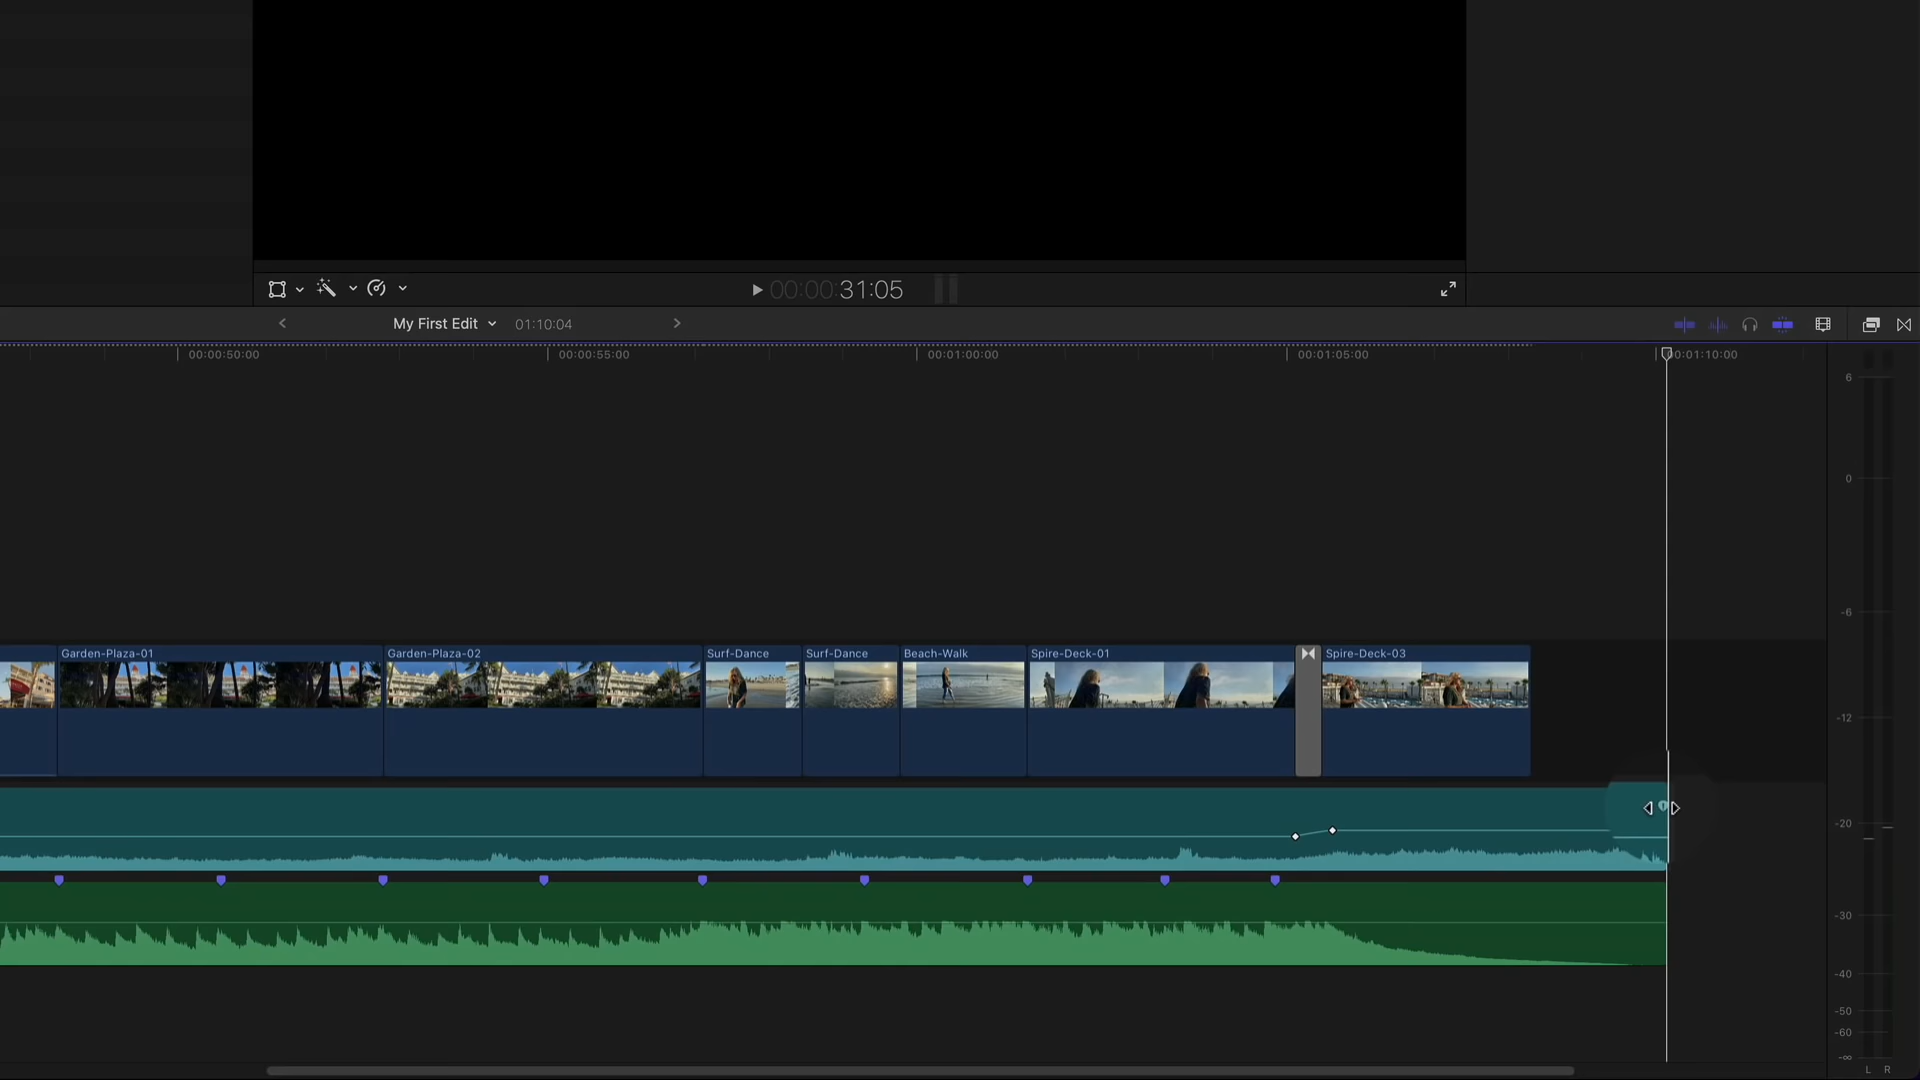 00:00:31:05
My First Edit 01:10:04
00:00:50:00 00:00:55:00 00:01:00:00 00:01:05:00 00:01:10:00
6
0
-6
Garden-Plaza-01 Garden-Plaza-02 Surf-Dance Surf-Dance Beach-Walk Spire-Deck-01 Spire-Deck-03
-12
-20
-30
-40
-50
-60
-∞
L R